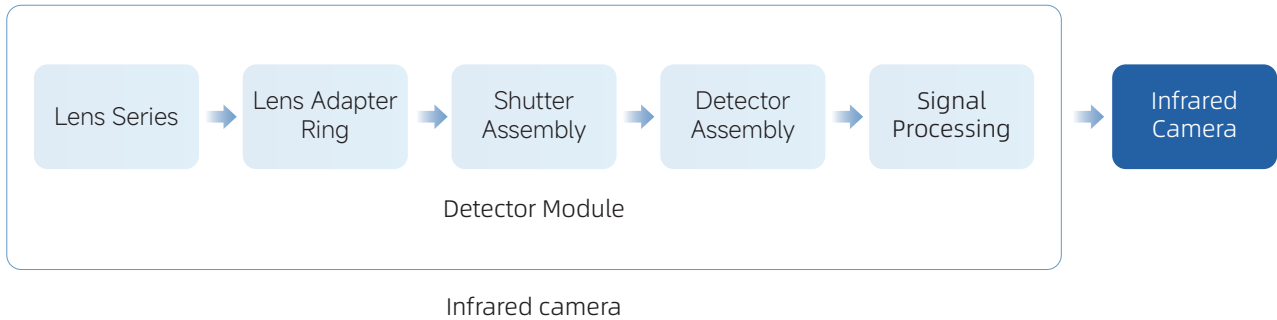 Lens Series
Lens Adapter
Ring
Shutter
Assembly
Detector
Assembly
Signal
Processing
Infrared
Camera
Detector Module
Infrared camera